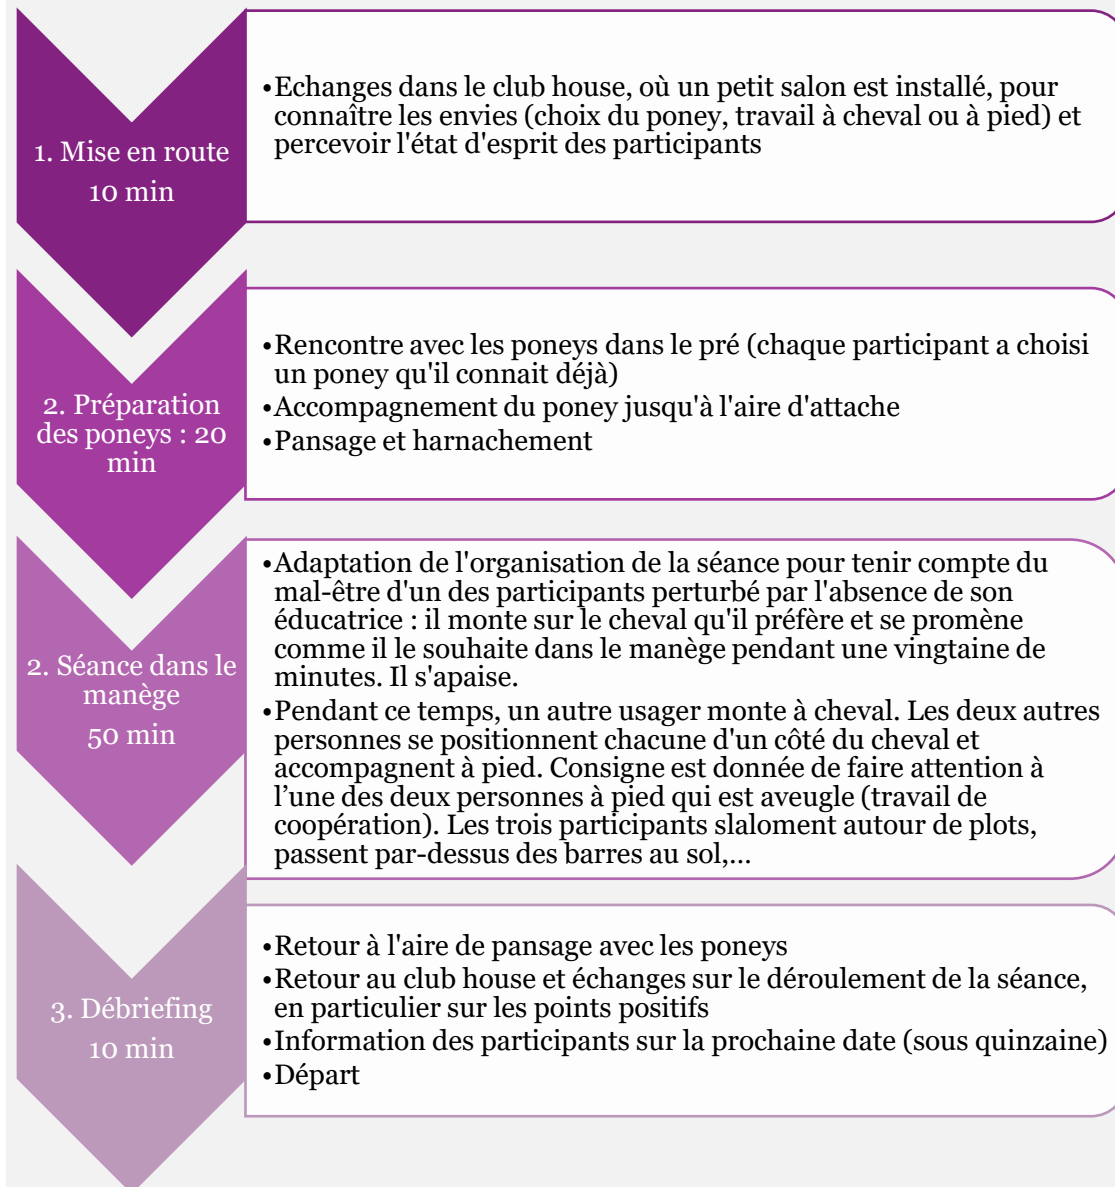 1. Mise en route
10 min
•Echanges dans le club house, où un petit salon est installé, pour
connaître les envies (choix du poney, travail à cheval ou à pied) et
percevoir l'état d'esprit des participants
2. Préparation
des poneys : 20
min
•Rencontre avec les poneys dans le pré (chaque participant a choisi
un poney qu'il connait déjà)
•Accompagnement du poney jusqu'à l'aire d'attache
•Pansage et harnachement
2. Séance dans le
manège
50 min
•Adaptation de l'organisation de la séance pour tenir compte du
mal-être d'un des participants perturbé par l'absence de son
éducatrice : il monte sur le cheval qu'il préfère et se promène
comme il le souhaite dans le manège pendant une vingtaine de
minutes. Il s'apaise.
•Pendant ce temps, un autre usager monte à cheval. Les deux autres
personnes se positionnent chacune d'un côté du cheval et
accompagnent à pied. Consigne est donnée de faire attention à
l’une des deux personnes à pied qui est aveugle (travail de
coopération). Les trois participants slaloment autour de plots,
passent par-dessus des barres au sol,...
3. Débriefing
10 min
•Retour à l'aire de pansage avec les poneys
•Retour au club house et échanges sur le déroulement de la séance,
en particulier sur les points positifs
•Information des participants sur la prochaine date (sous quinzaine)
•Départ